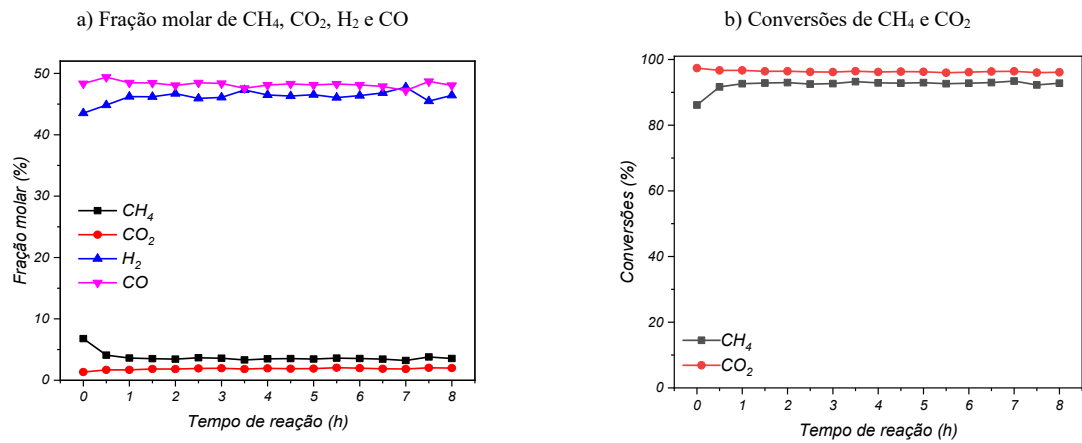 a) Fração molar de CH₄, CO₂, H₂ e CO
b) Conversões de CH₄ e CO₂
Fração molar (%)
50
40
30
20
10
0
CH₄
CO₂
H₂
CO
0 1 2 3 4 5 6 7 8
Tempo de reação (h)
Conversões (%)
100
80
60
40
20
0
CH₄
CO₂
0 1 2 3 4 5 6 7 8
Tempo de reação (h)